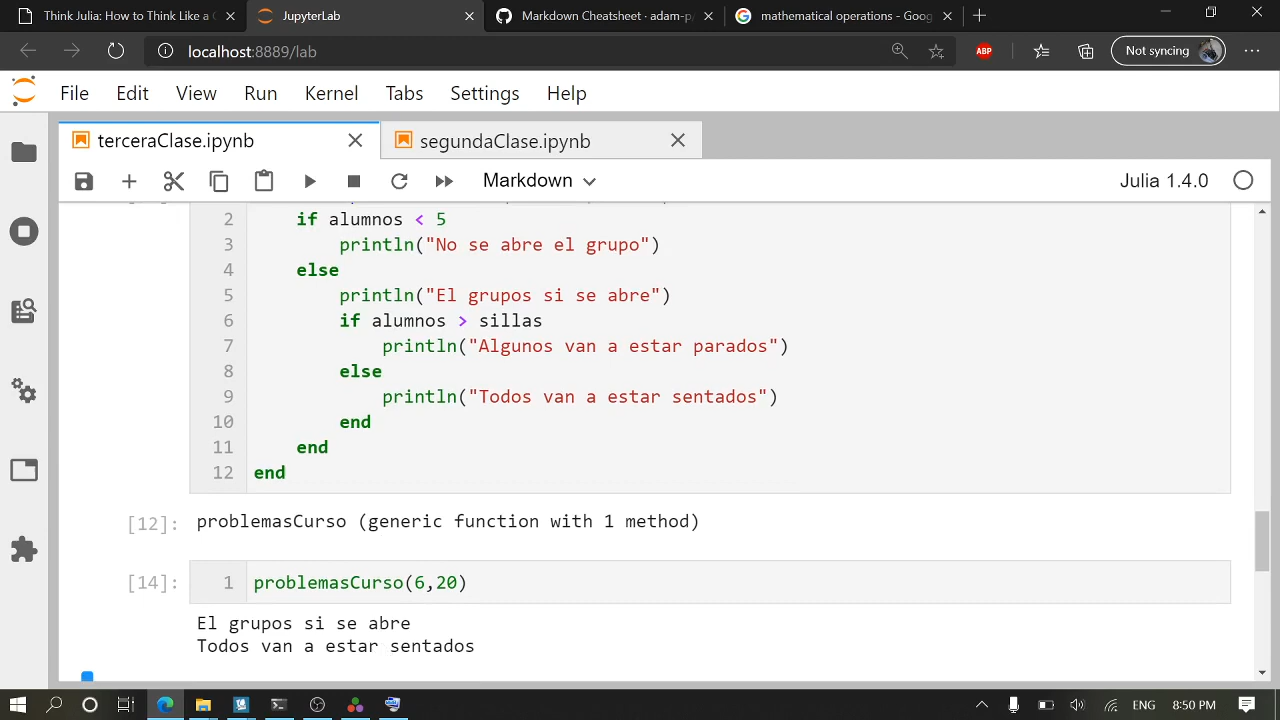 Think Julia: How to Think Like a C
JupyterLab
Markdown Cheatsheet · adam-p/
mathematical operations - Goog
localhost:8889/lab
ABP
Not syncing
File Edit View Run Kernel Tabs Settings Help
terceraClase.ipynb
segundaClase.ipynb
Markdown
Julia 1.4.0
2 if alumnos < 5
3 println("No se abre el grupo")
4 else
5 println("El grupos si se abre")
6 if alumnos > sillas
7 println("Algunos van a estar parados")
8 else
9 println("Todos van a estar sentados")
10 end
11 end
12 end
[12]: problemasCurso (generic function with 1 method)
[14]: 1 problemasCurso(6,20)
El grupos si se abre
Todos van a estar sentados
ENG 8:50 PM